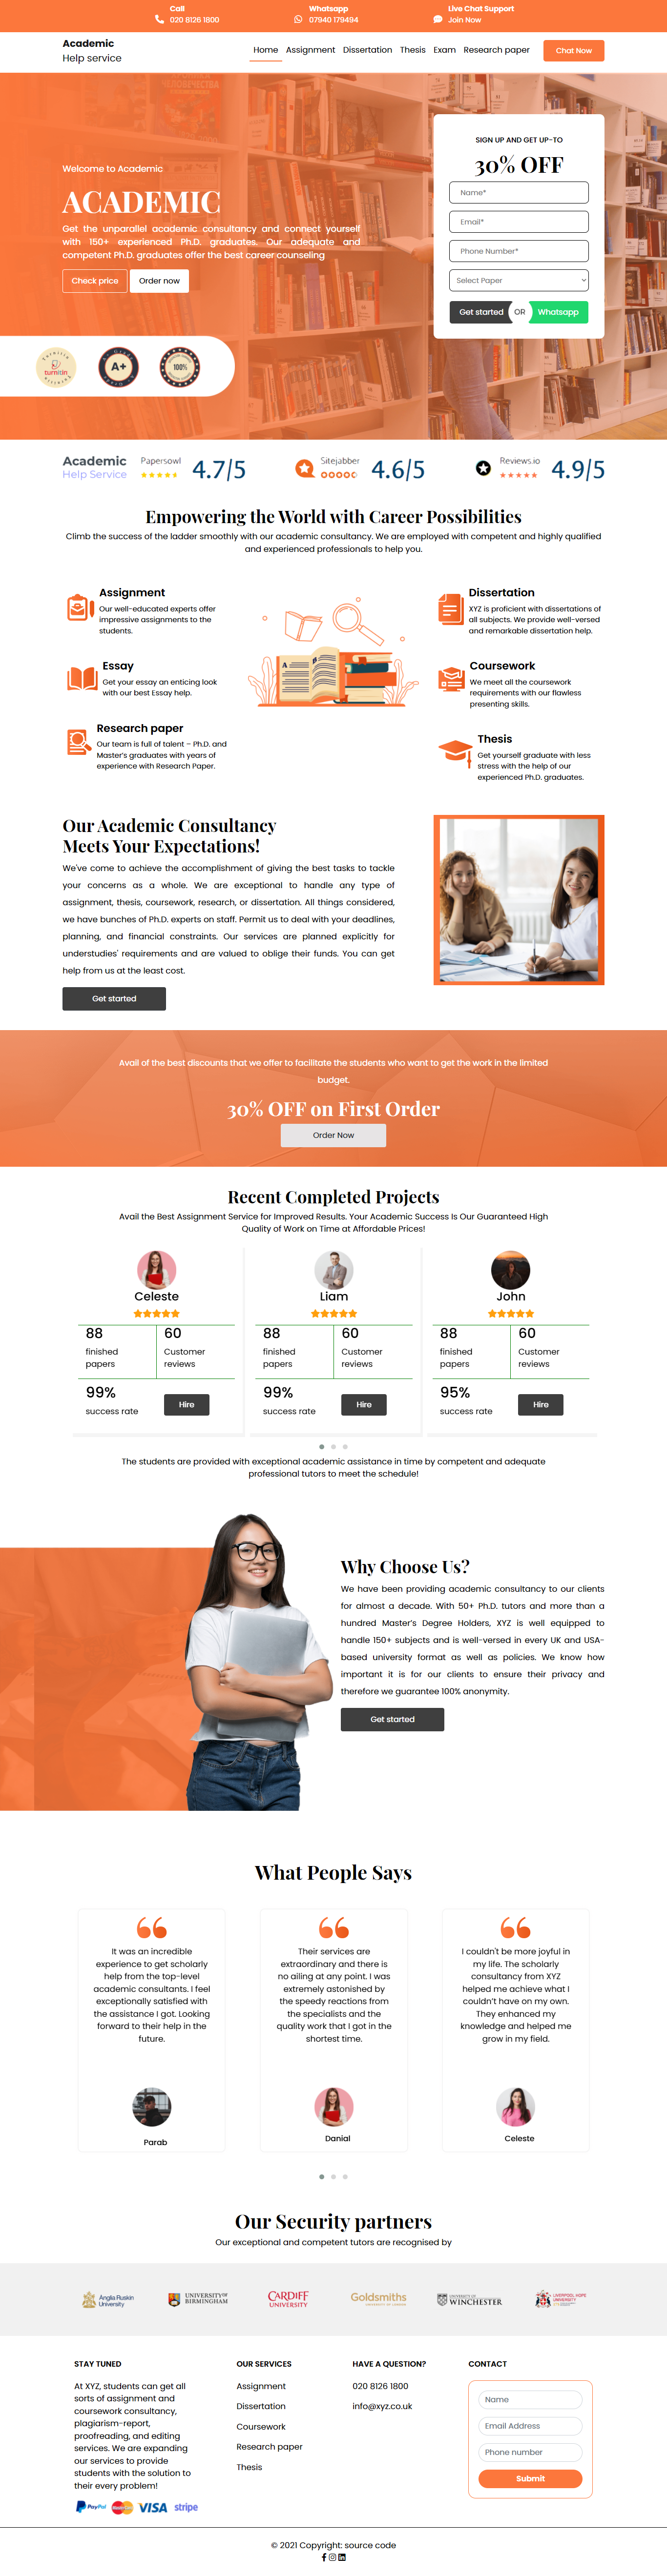 Call
020 8126 1800
Whatsapp
07940 179494
Live Chat Support
Join Now
Academic
Help service
Home Assignment Dissertation Thesis Exam Research paper
Chat Now
Welcome to Academic
ACADEMIC
Get the unparallel academic consultancy and connect yourself
with 150+ experienced Ph.D. graduates. Our adequate and
competent Ph.D. graduates offer the best career counseling
Check price
Order now
SIGN UP AND GET UP-TO
30% OFF
Name*
Email*
Phone Number*
Select Paper
Get started
OR
Whatsapp
turnitin
A+
100%
Academic
Help Service
Papersowl
4.7/5
Sitejabber
4.6/5
Reviews.io
4.9/5
Empowering the World with Career Possibilities
Climb the success of the ladder smoothly with our academic consultancy. We are employed with competent and highly qualified
and experienced professionals to help you.
Assignment
Our well-educated experts offer
impressive assignments to the
students.
Essay
Get your essay an enticing look
with our best Essay help.
Research paper
Our team is full of talent – Ph.D. and
Master's graduates with years of
experience with Research Paper.
A
Dissertation
XYZ is proficient with dissertations of
all subjects. We provide well-versed
and remarkable dissertation help.
Coursework
We meet all the coursework
requirements with our flawless
presenting skills.
Thesis
Get yourself graduate with less
stress with the help of our
experienced Ph.D. graduates.
Our Academic Consultancy
Meets Your Expectations!
We've come to achieve the accomplishment of giving the best tasks to tackle
your concerns as a whole. We are exceptional to handle any type of
assignment, thesis, coursework, research, or dissertation. All things considered,
we have bunches of Ph.D. experts on staff. Permit us to deal with your deadlines,
planning, and financial constraints. Our services are planned explicitly for
understudies' requirements and are valued to oblige their funds. You can get
help from us at the least cost.
Get started
Avail of the best discounts that we offer to facilitate the students who want to get the work in the limited
budget.
30% OFF on First Order
Order Now
Recent Completed Projects
Avail the Best Assignment Service for Improved Results. Your Academic Success Is Our Guaranteed High
Quality of Work on Time at Affordable Prices!
Celeste
88
finished
papers
60
Customer
reviews
99%
success rate
Hire
Liam
88
finished
papers
60
Customer
reviews
99%
success rate
Hire
John
88
finished
papers
60
Customer
reviews
95%
success rate
Hire
The students are provided with exceptional academic assistance in time by competent and adequate
professional tutors to meet the schedule!
Why Choose Us?
We have been providing academic consultancy to our clients
for almost a decade. With 50+ Ph.D. tutors and more than a
hundred Master's Degree Holders, XYZ is well equipped to
handle 150+ subjects and is well-versed in every UK and USA-
based university format as well as policies. We know how
important it is for our clients to ensure their privacy and
therefore we guarantee 100% anonymity.
Get started
What People Says
It was an incredible
experience to get scholarly
help from the top-level
academic consultants. I feel
exceptionally satisfied with
the assistance I got. Looking
forward to their help in the
future.
Parab
Their services are
extraordinary and there is
no ailing at any point. I was
extremely astonished by
the speedy reactions from
the specialists and the
quality work that I got in the
shortest time.
Danial
I couldn't be more joyful in
my life. The scholarly
consultancy from XYZ
helped me achieve what I
couldn't have on my own.
They enhanced my
knowledge and helped me
grow in my field.
Celeste
Our Security partners
Our exceptional and competent tutors are recognised by
Anglia Ruskin
University
UNIVERSITY OF
BIRMINGHAM
CARDIFF
UNIVERSITY
Goldsmiths
UNIVERSITY OF LONDON
UNIVERSITY OF
WINCHESTER
LIVERPOOL HOPE
UNIVERSITY
STAY TUNED
At XYZ, students can get all
sorts of assignment and
coursework consultancy,
plagiarism-report,
proofreading, and editing
services. We are expanding
our services to provide
students with the solution to
their every problem!
PayPal
MasterCard
VISA
stripe
OUR SERVICES
Assignment
Dissertation
Coursework
Research paper
Thesis
HAVE A QUESTION?
020 8126 1800
info@xyz.co.uk
CONTACT
Name
Email Address
Phone number
Submit
© 2021 Copyright: source code